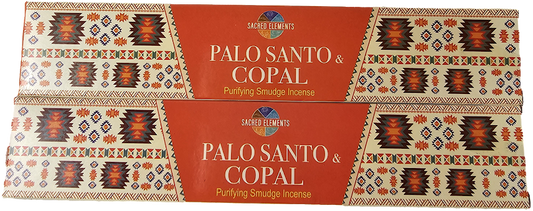 SACRED ELEMENTS
PALO SANTO &
COPAL
Purifying Smudge Incense
SACRED ELEMENTS
PALO SANTO &
COPAL
Purifying Smudge Incense